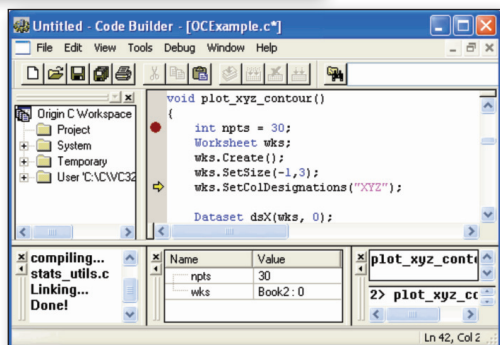 Untitled - Code Builder - [OCExample.c*]
File Edit View Tools Debug Window Help
Origin C Workspace
Project
System
Temporary
User 'C:\C\VC32
void plot_xyz_contour()
{
int npts = 30;
Worksheet wks;
wks.Create();
wks.SetSize(-1,3);
wks.SetColDesignations("XYZ");
Dataset dsX(wks, 0);
compiling...
stats_utils.c
Linking...
Done!
Name Value
npts 30
wks Book2 : 0
plot_xyz_conto
2> plot_xyz_cc
Ln 42, Col 2